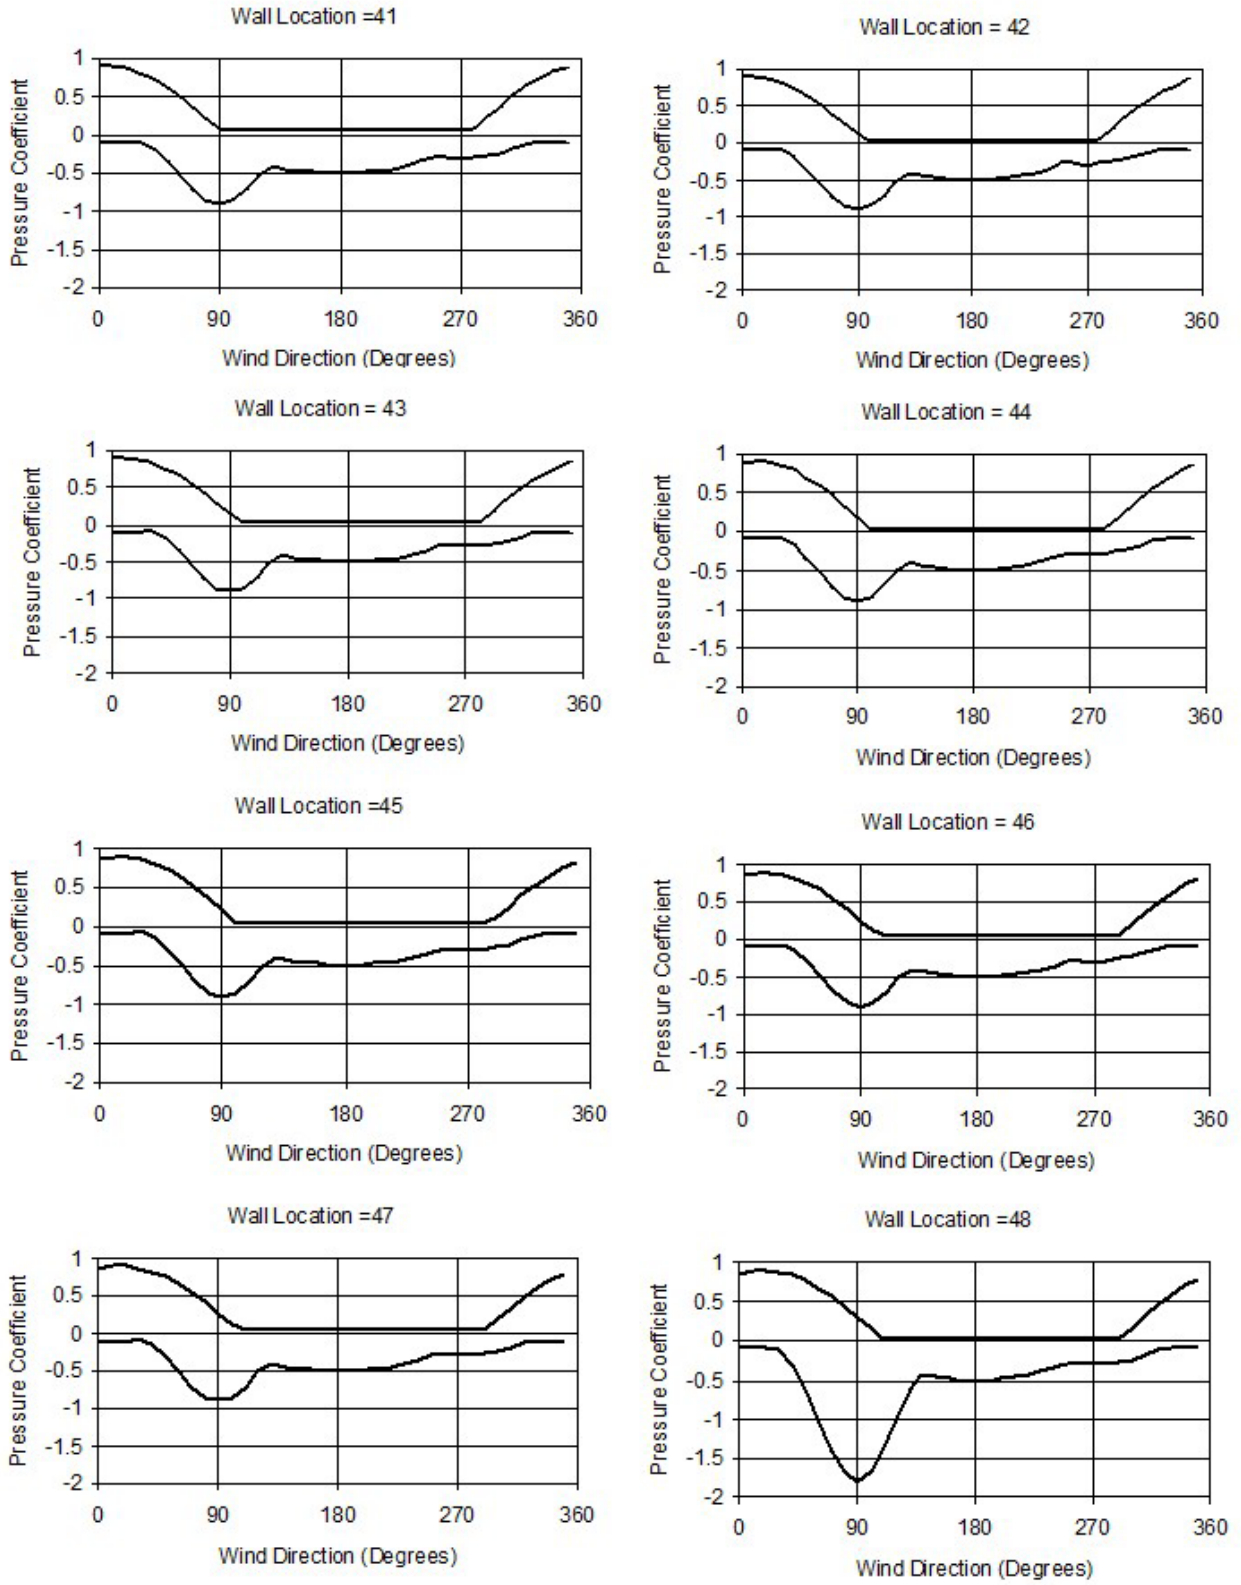 Wall Location =41
1
0.5
0
-0.5
-1
-1.5
-2
Pressure Coefficient
0 90 180 270 360
Wind Direction (Degrees)
Wall Location = 42
1
0.5
0
-0.5
-1
-1.5
-2
Pressure Coefficient
0 90 180 270 360
Wind Direction (Degrees)
Wall Location = 43
1
0.5
0
-0.5
-1
-1.5
-2
Pressure Coefficient
0 90 180 270 360
Wind Direction (Degrees)
Wall Location = 44
1
0.5
0
-0.5
-1
-1.5
-2
Pressure Coefficient
0 90 180 270 360
Wind Direction (Degrees)
Wall Location =45
1
0.5
0
-0.5
-1
-1.5
-2
Pressure Coefficient
0 90 180 270 360
Wind Direction (Degrees)
Wall Location = 46
1
0.5
0
-0.5
-1
-1.5
-2
Pressure Coefficient
0 90 180 270 360
Wind Direction (Degrees)
Wall Location =47
1
0.5
0
-0.5
-1
-1.5
-2
Pressure Coefficient
0 90 180 270 360
Wind Direction (Degrees)
Wall Location =48
1
0.5
0
-0.5
-1
-1.5
-2
Pressure Coefficient
0 90 180 270 360
Wind Direction (Degrees)